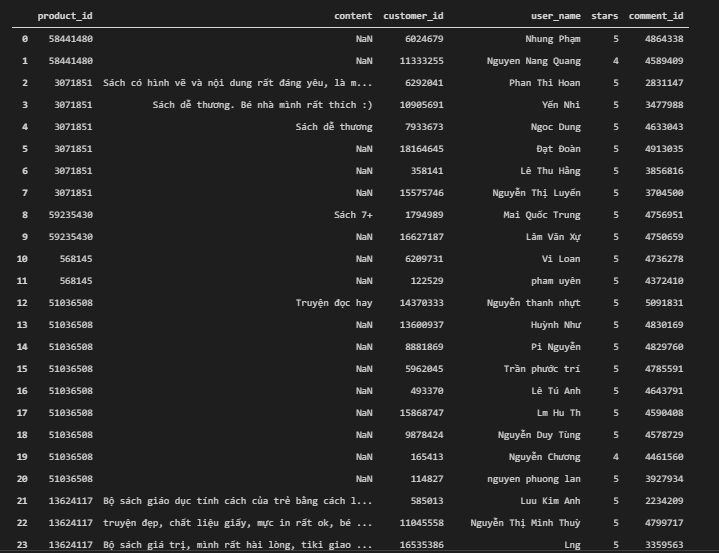 product_id content customer_id user_name stars comment_id
0 58441480 NaN 6024679 Nhung Phạm 5 4864338
1 58441480 NaN 11333255 Nguyen Nang Quang 4 4589409
2 3071851 Sách có hình vẽ và nội dung rất đáng yêu, là m... 6292041 Phan Thi Hoan 5 2831147
3 3071851 Sách dễ thương. Bé nhà mình rất thích :) 10905691 Yến Nhi 5 3477988
4 3071851 Sách dễ thương 7933673 Ngoc Dung 5 4633043
5 3071851 NaN 18164645 Đạt Đoàn 5 4913035
6 3071851 NaN 358141 Lê Thu Hằng 5 3856816
7 3071851 NaN 15575746 Nguyễn Thị Luyến 5 3704500
8 59235430 Sách 7+ 1794989 Mai Quốc Trung 5 4756951
9 59235430 NaN 16627187 Lâm Văn Xự 5 4750659
10 568145 NaN 6209731 Vi Loan 5 4736278
11 568145 NaN 122529 pham uyên 5 4372410
12 51036508 Truyện đọc hay 14370333 Nguyễn thanh nhựt 5 5091831
13 51036508 NaN 13600937 Huỳnh Như 5 4830169
14 51036508 NaN 8881869 Pi Nguyễn 5 4829760
15 51036508 NaN 5962045 Trần phước trí 5 4785591
16 51036508 NaN 493370 Lê Tú Anh 5 4643791
17 51036508 NaN 15868747 Lm Hu Th 5 4590408
18 51036508 NaN 9878424 Nguyễn Duy Tùng 5 4578729
19 51036508 NaN 165413 Nguyễn Chương 4 4461560
20 51036508 NaN 114827 nguyen phuong lan 5 3927934
21 13624117 Bộ sách giáo dục tính cách của trẻ bằng cách l... 585013 Luu Kim Anh 5 2234209
22 13624117 truyện đẹp, chất liệu giấy, mực in rất ok, bé ... 11045558 Nguyễn Thị Minh Thuỳ 5 4799717
23 13624117 Bộ sách giá trị, mình rất hài lòng, tiki giao ... 16535386 Lng 5 3359563